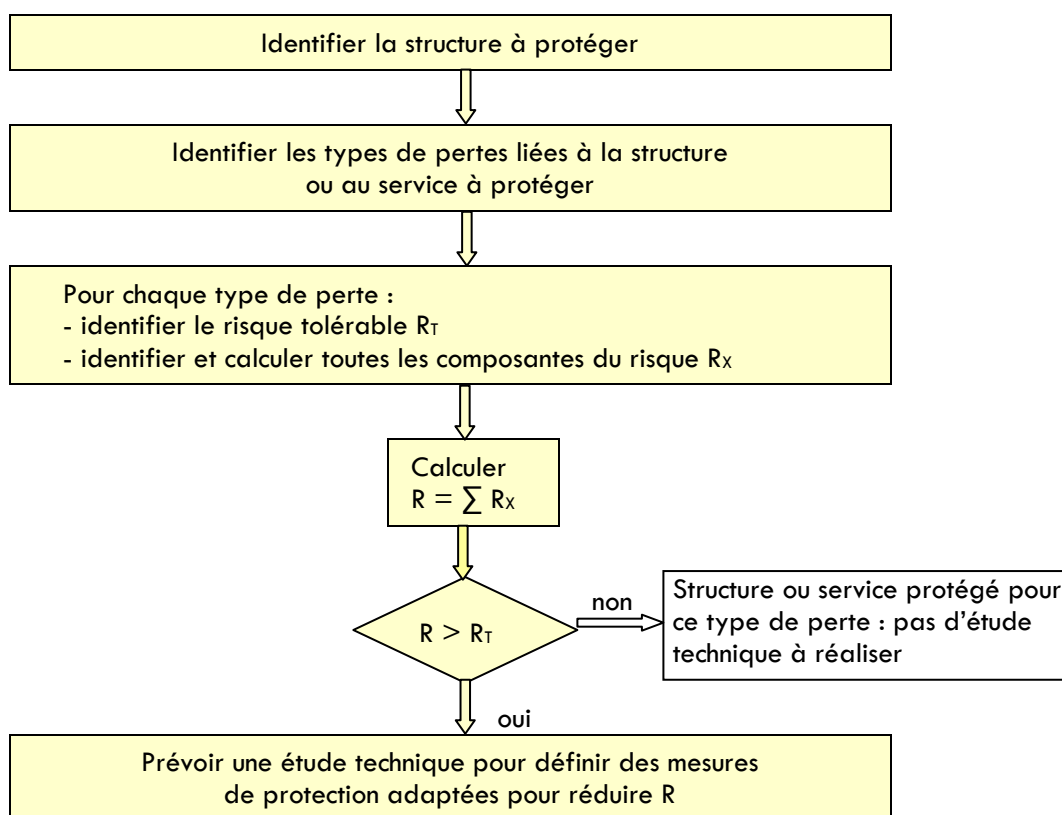 Identifier la structure à protéger
Identifier les types de pertes liées à la structure
ou au service à protéger
Pour chaque type de perte :
- identifier le risque tolérable RT
- identifier et calculer toutes les composantes du risque RX
Calculer
R = ∑ RX
R > RT
non
Structure ou service protégé pour
ce type de perte : pas d’étude
technique à réaliser
oui
Prévoir une étude technique pour définir des mesures
de protection adaptées pour réduire R